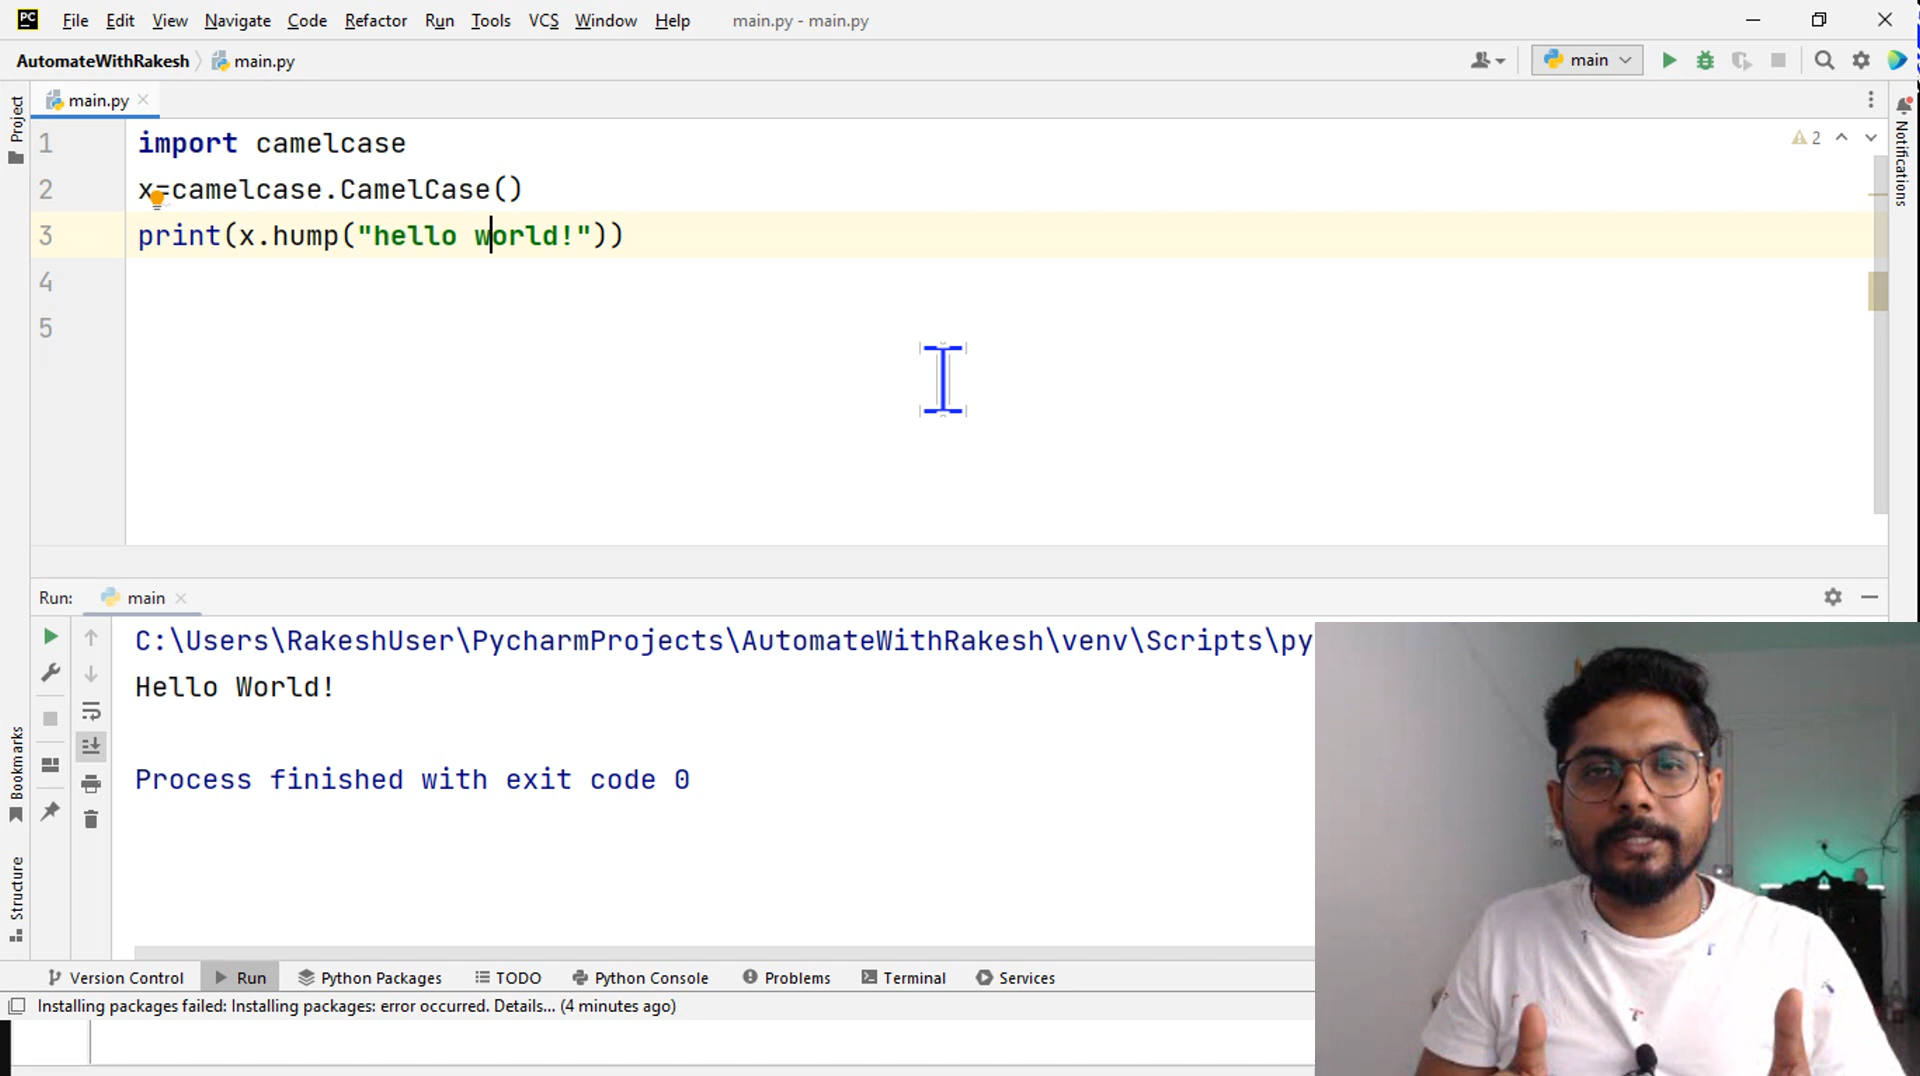 PC File Edit View Navigate Code Refactor Run Tools VCS Window Help main.py - main.py
AutomateWithRakesh main.py main
Project
main.py
1 import camelcase
2 x=camelcase.CamelCase()
3 print(x.hump("hello world!"))
4
5
2
Notifications
Run: main
C:\Users\RakeshUser\PycharmProjects\AutomateWithRakesh\venv\Scripts\py
Hello World!
Process finished with exit code 0
Bookmarks
Structure
Version Control Run Python Packages TODO Python Console Problems Terminal Services
Installing packages failed: Installing packages: error occurred. Details... (4 minutes ago)